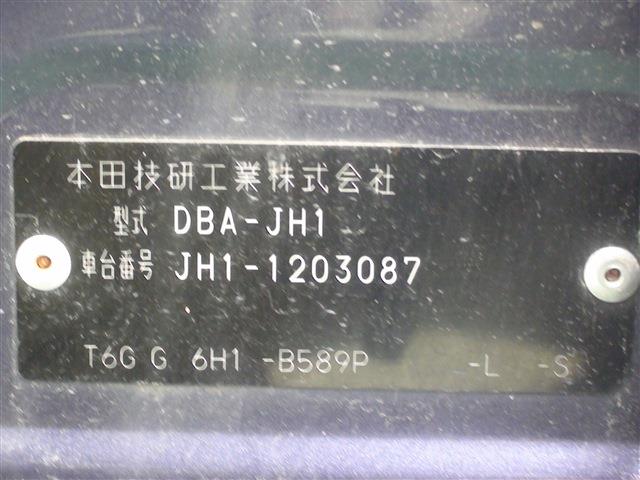 本田技研工業株式会社
型式 DBA-JH1
車台番号 JH1-1203087
T6G G 6H1 -B589P -L -S